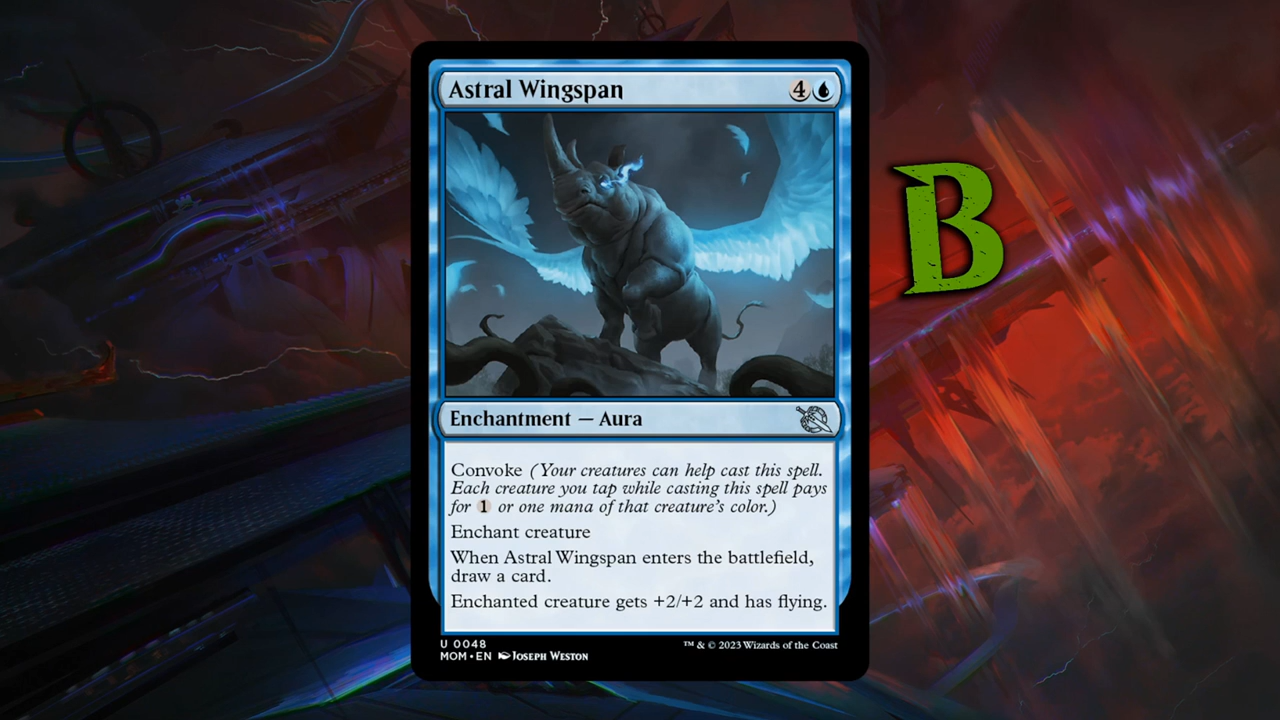 Astral Wingspan 4
B
Enchantment — Aura
Convoke (Your creatures can help cast this spell.
Each creature you tap while casting this spell pays
for 1 or one mana of that creature's color.)
Enchant creature
When Astral Wingspan enters the battlefield,
draw a card.
Enchanted creature gets +2/+2 and has flying.
U 0048
MOM • EN Joseph Weston
™ & © 2023 Wizards of the Coast